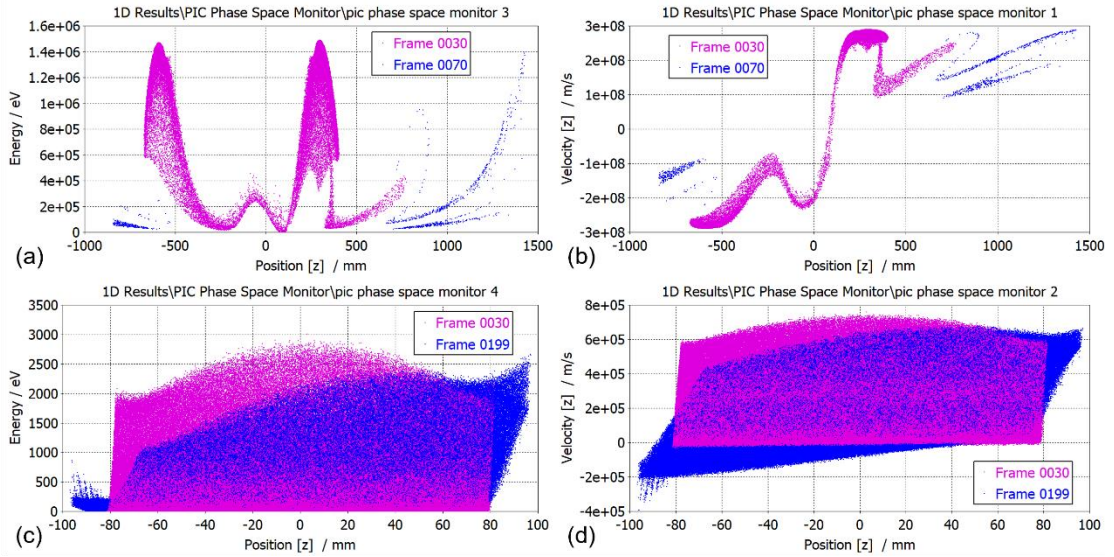 1D Results\PIC Phase Space Monitor\pic phase space monitor 3
1.6e+06
1.4e+06
1.2e+06
1e+06
8e+05
6e+05
4e+05
2e+05
0
Energy / eV
Frame 0030
Frame 0070
-1000
-500
0
500
1000
1500
Position [z] / mm
(a)
1D Results\PIC Phase Space Monitor\pic phase space monitor 1
3e+08
2e+08
1e+08
0
-1e+08
-2e+08
-3e+08
Velocity [z] / m/s
Frame 0030
Frame 0070
-1000
-500
0
500
1000
1500
Position [z] / mm
(b)
1D Results\PIC Phase Space Monitor\pic phase space monitor 4
3500
3000
2500
2000
1500
1000
500
0
Energy / eV
Frame 0030
Frame 0199
-100
-80
-60
-40
-20
0
20
40
60
80
100
Position [z] / mm
(c)
1D Results\PIC Phase Space Monitor\pic phase space monitor 2
8e+05
6e+05
4e+05
2e+05
0
-2e+05
-4e+05
Velocity [z] / m/s
Frame 0030
Frame 0199
-100
-80
-60
-40
-20
0
20
40
60
80
100
Position [z] / mm
(d)